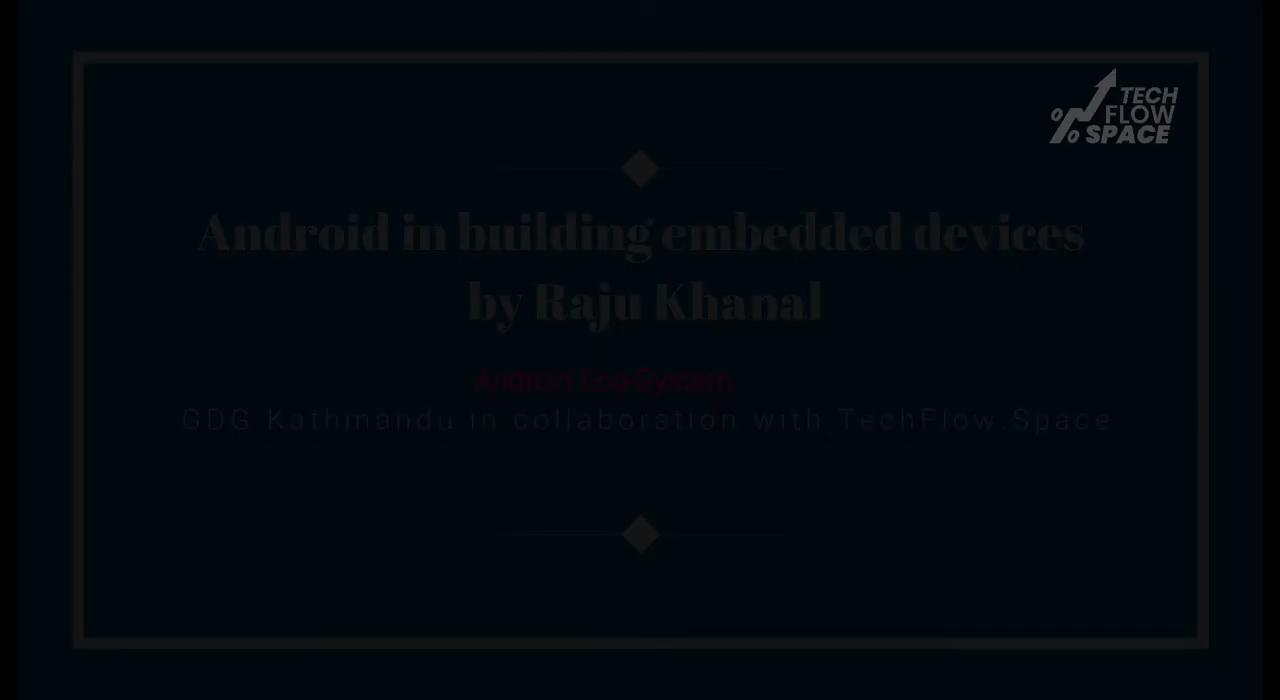 TECH
FLOW
SPACE
Android in building embedded devices
by Raju Khanal
Android Eco-System
GDG Kathmandu in collaboration with TechFlow.Space